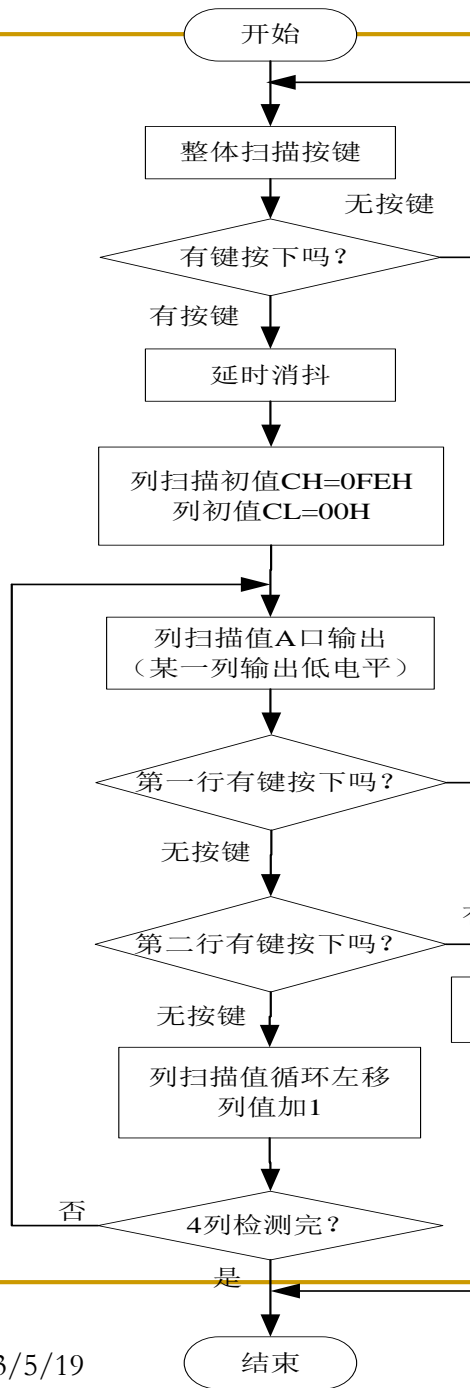 开始
整体扫描按键
无按键
有键按下吗?
有按键
延时消抖
列扫描初值CH=0FEH
列初值CL=00H
列扫描值A口输出
（某一列输出低电平）
第一行有键按下吗?
无按键
第二行有键按下吗?
无按键
列扫描值循环左移
列值加1
否
4列检测完?
是
结束
3/5/19